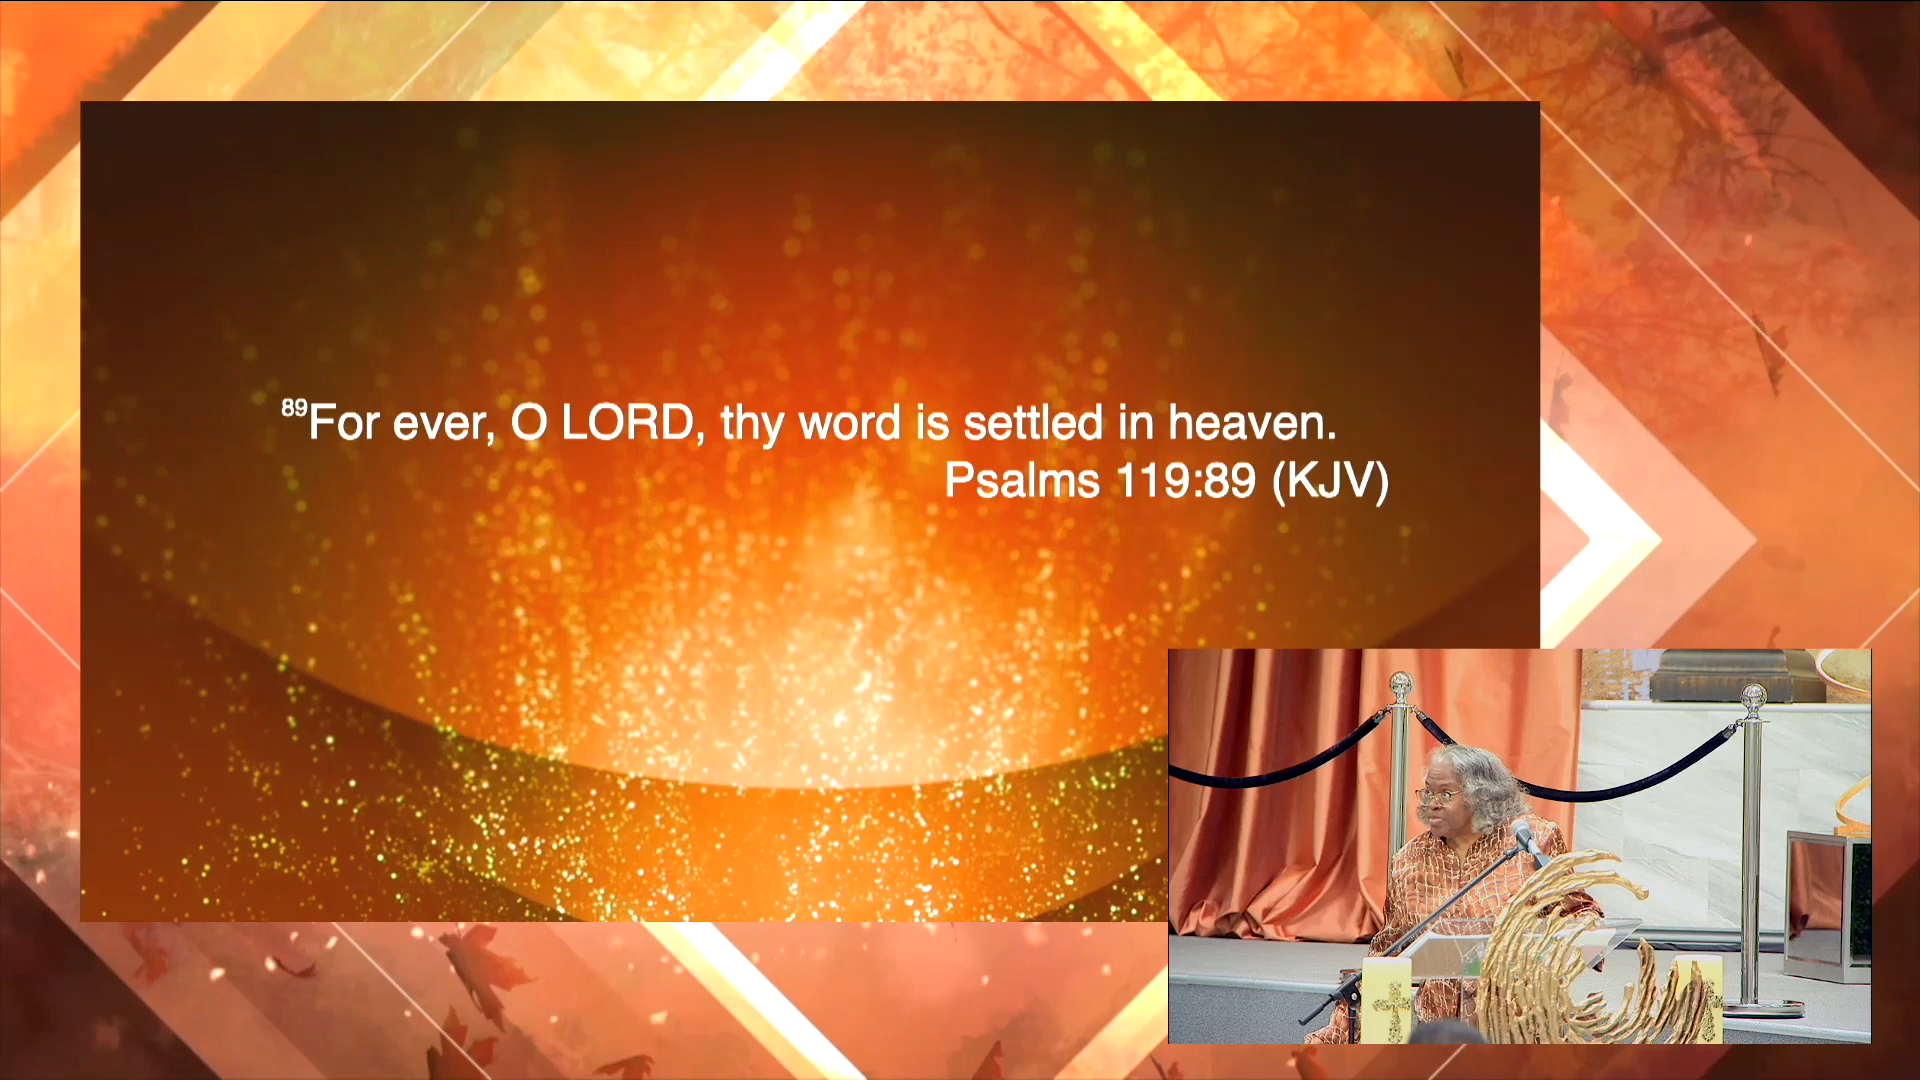 89For ever, O LORD, thy word is settled in heaven.
Psalms 119:89 (KJV)